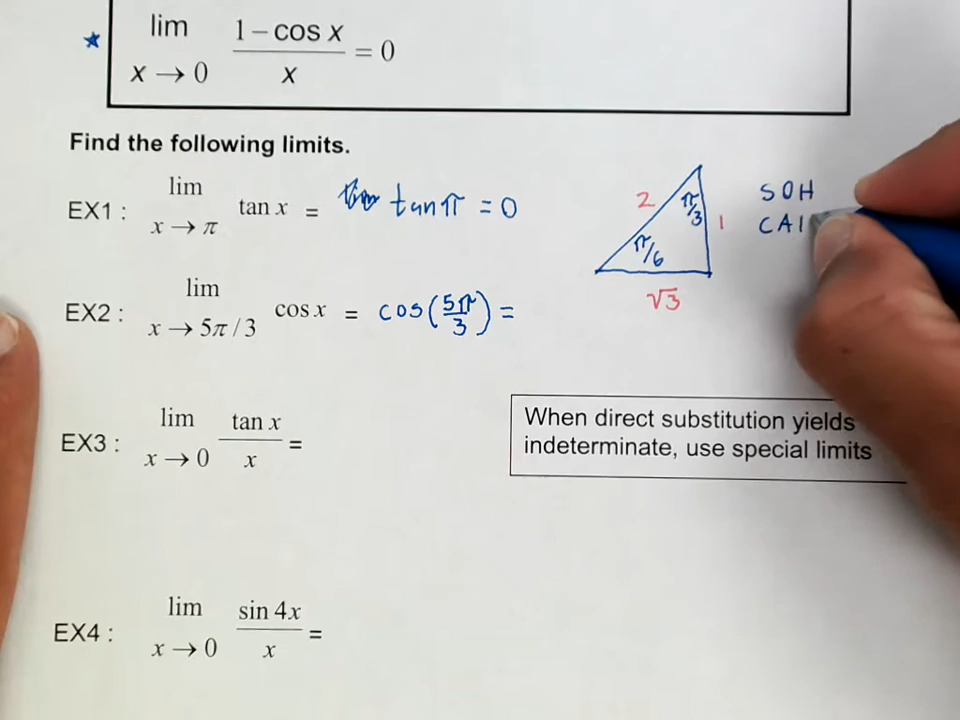 ★ lim 1 − cos x = 0
x → 0 x
Find the following limits.
EX1 : lim tan x = tan π = 0
x → π
EX2 : lim cos x = cos(5π/3) =
x → 5π / 3
2 π/3 1
π/6
√3
SOH
CAH
EX3 : lim tan x =
x → 0 x
When direct substitution yields
indeterminate, use special limits
EX4 : lim sin 4x =
x → 0 x